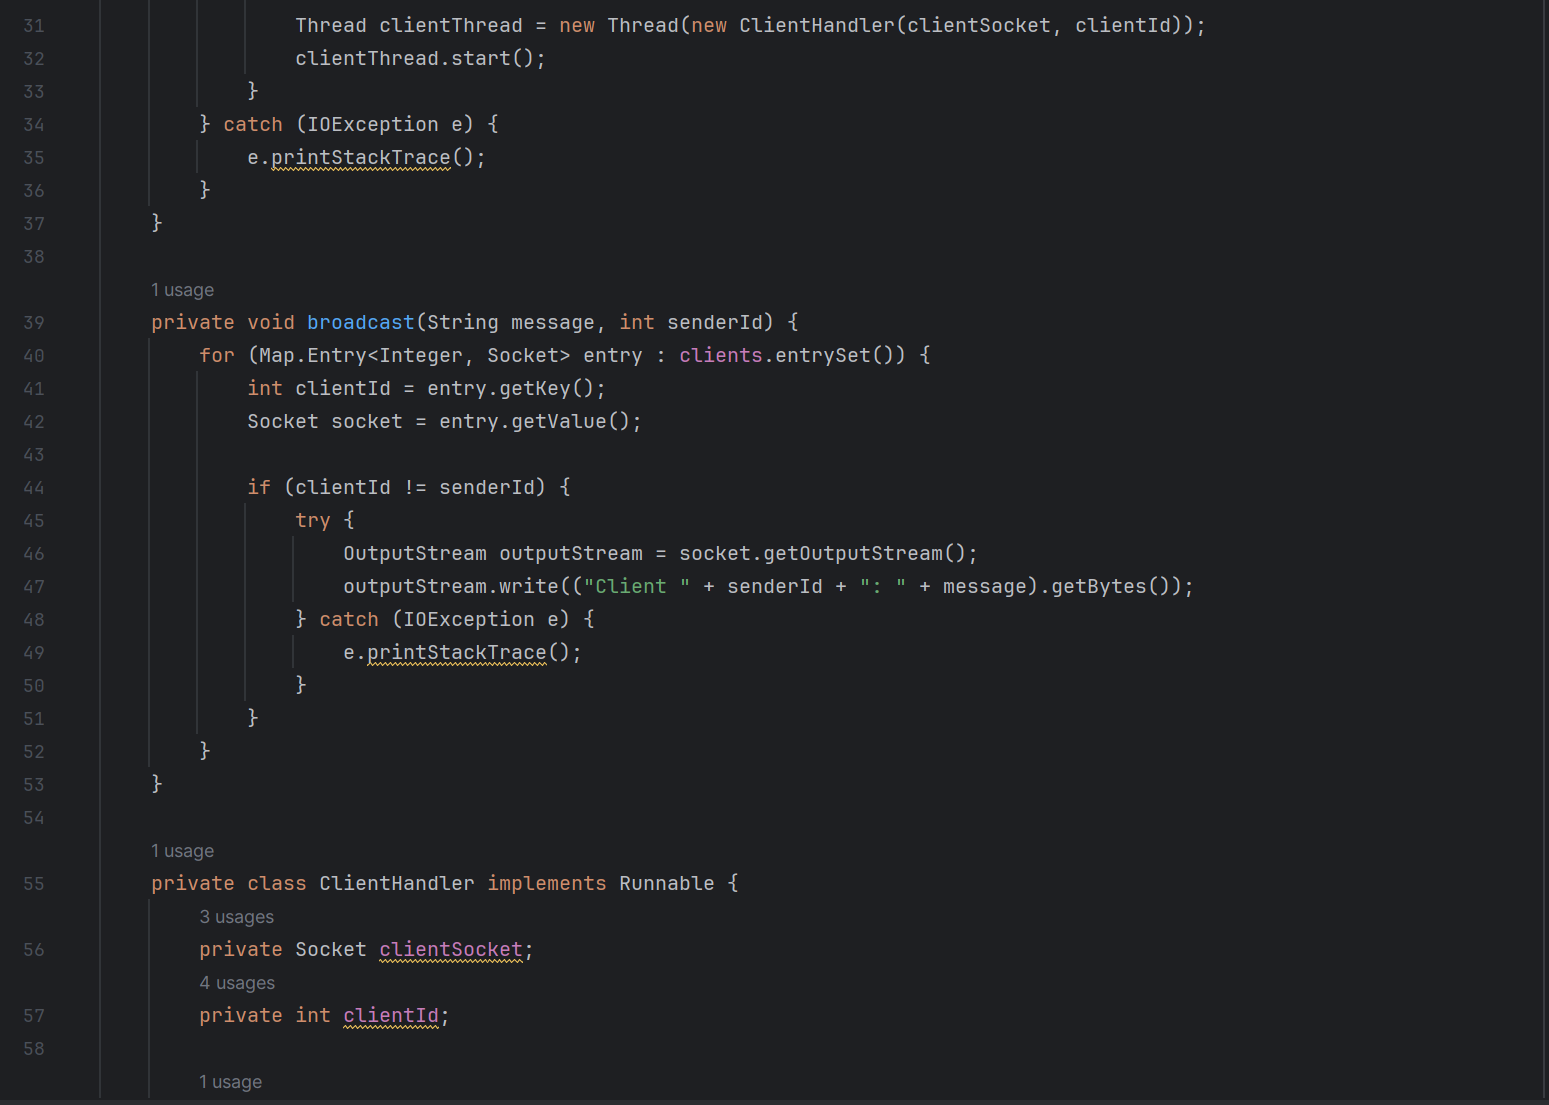 31 Thread clientThread = new Thread(new ClientHandler(clientSocket, clientId));
32 clientThread.start();
33 }
34 } catch (IOException e) {
35 e.printStackTrace();
36 }
37 }
38
1 usage
39 private void broadcast(String message, int senderId) {
40 for (Map.Entry<Integer, Socket> entry : clients.entrySet()) {
41 int clientId = entry.getKey();
42 Socket socket = entry.getValue();
43
44 if (clientId != senderId) {
45 try {
46 OutputStream outputStream = socket.getOutputStream();
47 outputStream.write(("Client " + senderId + ": " + message).getBytes());
48 } catch (IOException e) {
49 e.printStackTrace();
50 }
51 }
52 }
53 }
54
1 usage
55 private class ClientHandler implements Runnable {
3 usages
56 private Socket clientSocket;
4 usages
57 private int clientId;
58
1 usage